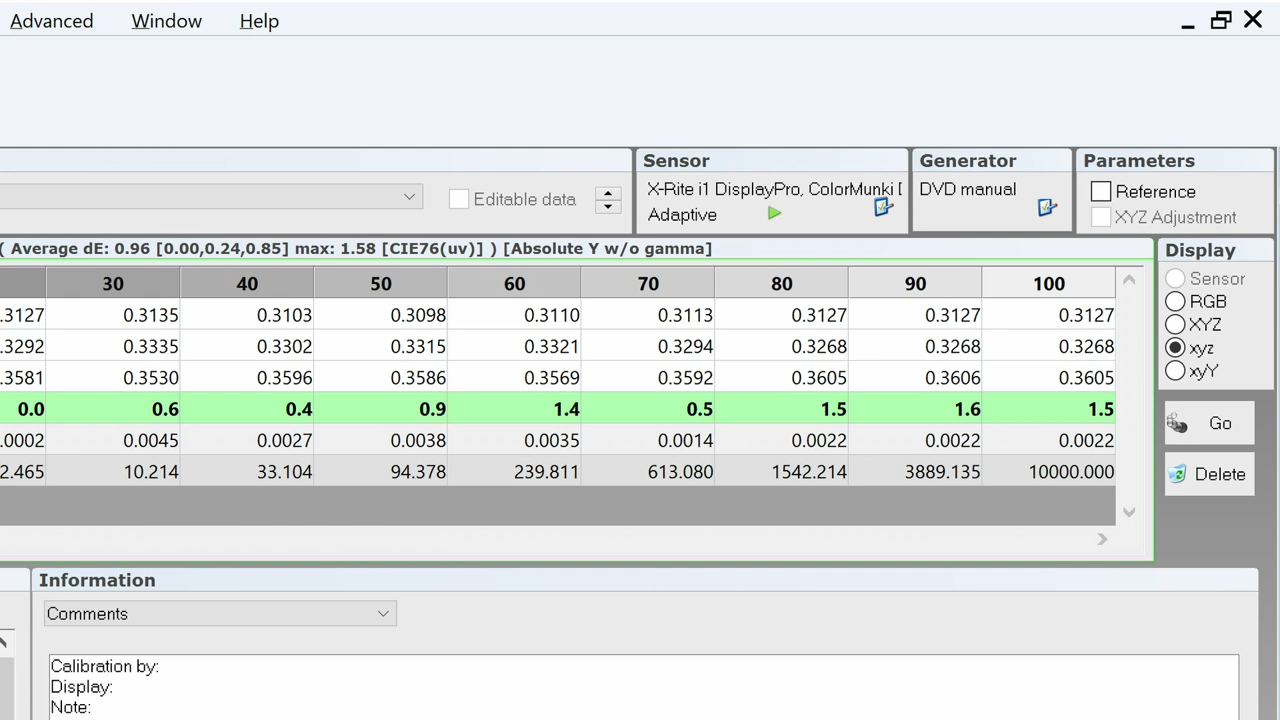 Advanced Window Help
Sensor Generator Parameters
X-Rite i1 DisplayPro, ColorMunki DVD manual Reference
Editable data
Adaptive XYZ Adjustment
( Average dE: 0.96 [0.00,0.24,0.85] max: 1.58 [CIE76(uv)] ) [Absolute Y w/o gamma] Display
30 40 50 60 70 80 90 100 Sensor
RGB
.3127 0.3135 0.3103 0.3098 0.3110 0.3113 0.3127 0.3127 0.3127
XYZ
.3292 0.3335 0.3302 0.3315 0.3321 0.3294 0.3268 0.3268 0.3268 xyz
.3581 0.3530 0.3596 0.3586 0.3569 0.3592 0.3605 0.3606 0.3605 xyY
0.0 0.6 0.4 0.9 1.4 0.5 1.5 1.6 1.5 Go
.0002 0.0045 0.0027 0.0038 0.0035 0.0014 0.0022 0.0022 0.0022
2.465 10.214 33.104 94.378 239.811 613.080 1542.214 3889.135 10000.000 Delete
Information
Comments
Calibration by:
Display:
Note: